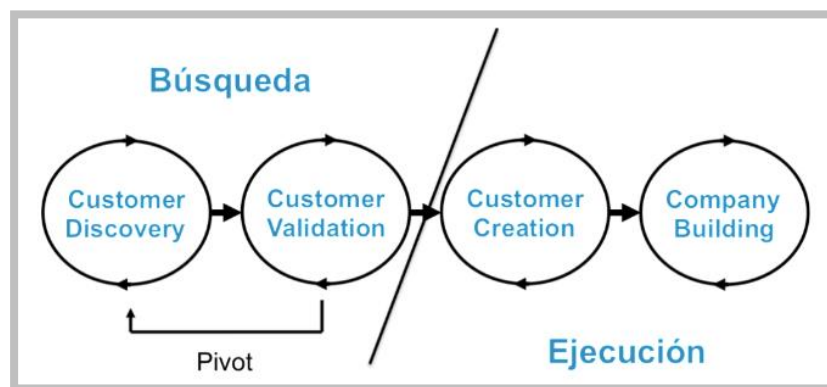 Búsqueda
Customer
Discovery
Customer
Validation
Customer
Creation
Company
Building
Pivot
Ejecución